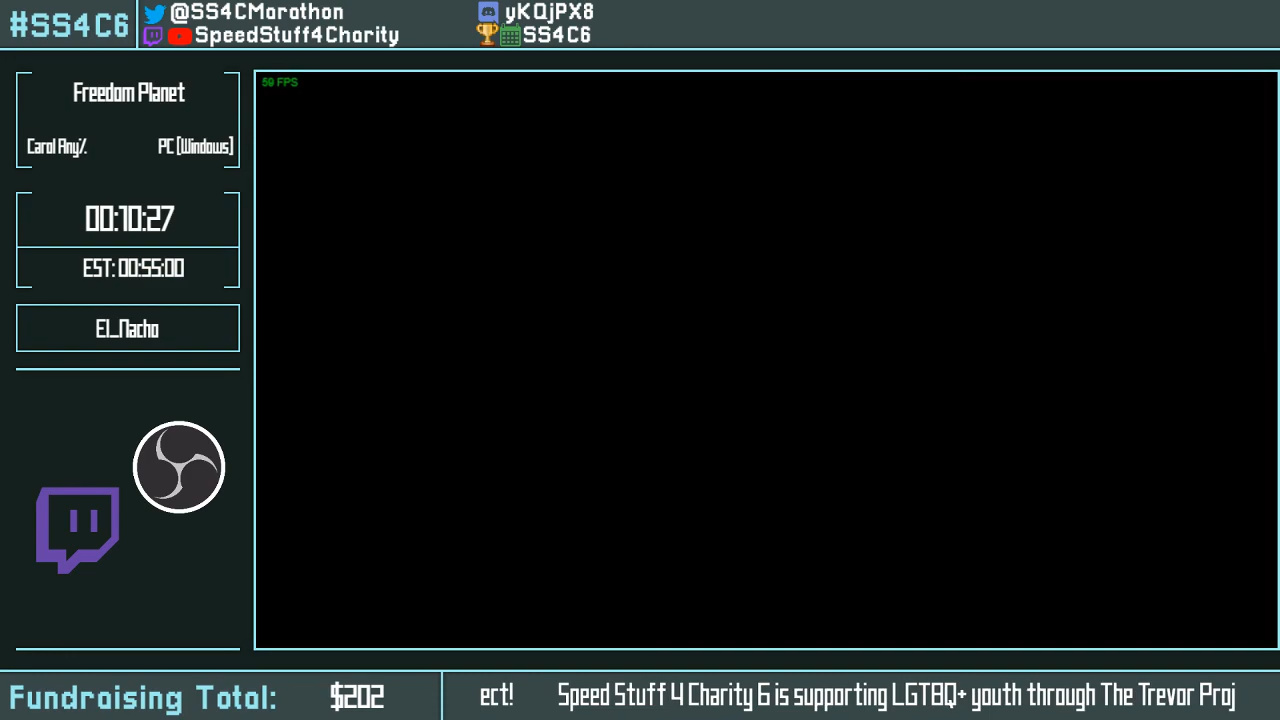 #SS4C6
@SS4CMarathon
SpeedStuff4Charity
yKQjPX8
SS4C6
59 FPS
Freedom Planet
Carol Any%
PC [Windows]
00:10:27
EST: 00:55:00
El_Nacho
Fundraising Total:
$202
ect! Speed Stuff 4 Charity 6 is supporting LGTBQ+ youth through The Trevor Proj